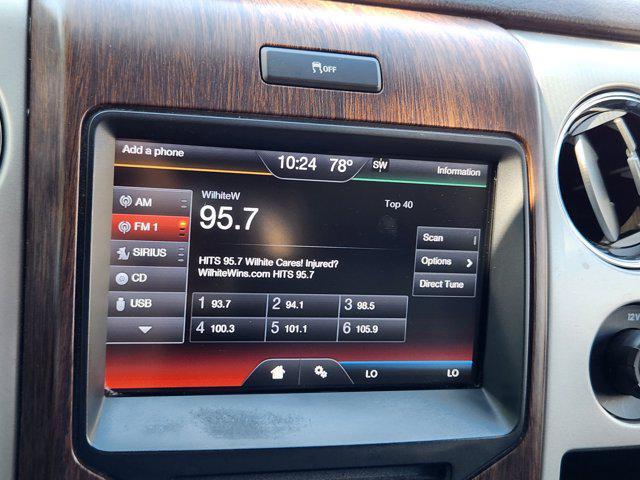 OFF
Add a phone
10:24 78° SW
Information
AM
FM 1
SIRIUS
CD
USB
WilhiteW
95.7
Top 40
HITS 95.7 Wilhite Cares! Injured?
WilhiteWins.com HITS 95.7
Scan
Options
Direct Tune
1 93.7
2 94.1
3 98.5
4 100.3
5 101.1
6 105.9
LO
LO
12V